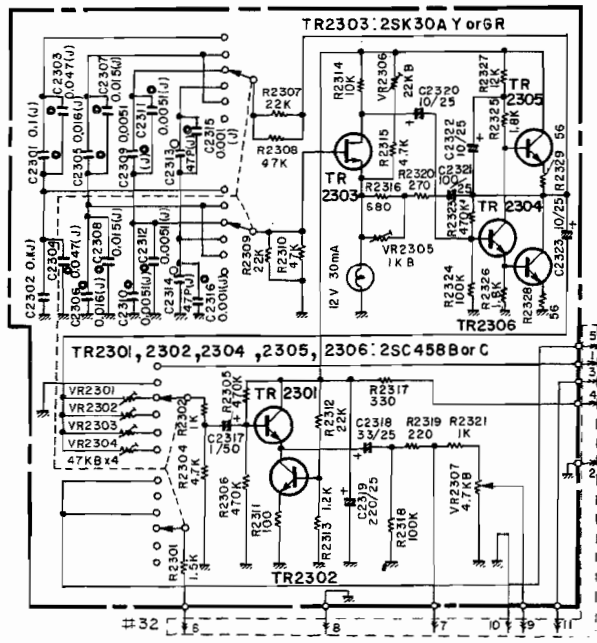 TR2303:2SK30A Y or GR
C2303
0.047(J)
C2307
0.015(J)
C2311
0.0051(J)
C2315
0.001
(J)
C2301 0.1(J)
C2305 0.016(J)
C2309 0.0051
(J)
C2313
47P(J)
R2307
22K
R2308
47K
R2314
10K
VR2306
22KB
C2320
10/25
R2327
12K
TR
2305
R2325
1.8K
C2322
10/25
R2315
4.7K
R2320
270
C2321
100
R2323
470K
56
R2329
TR
2303
R2316
680
TR 2304
VR2305
1KB
12V 30mA
R2309
22K
R2310
47K
R2324
100K
R2326
1.8K
R2328
56
C2323 10/25
TR2306
C2302 0.1(J)
C2304
0.047(J)
C2308
0.015(J)
C2312
0.0051(J)
C2306
0.016(J)
C2310
0.0051(J)
C2314
47P(J)
C2316
0.001(J)
TR2301, 2302, 2304, 2305, 2306:2SC458B or C
VR2301
VR2302
VR2303
VR2304
47KB x4
R2302
1K
R2305
470K
TR 2301
R2304
4.7K
C2317
1/50
R2306
470K
R2311
100
R2312
22K
R2317
330
C2318
33/25
R2319
220
R2321
1K
C2319
220/25
VR2307
4.7KB
1.2K
R2313
R2318
100K
R2301
1.5K
TR2302
5
1
3
4
2
#32
6
8
7
10
9
11